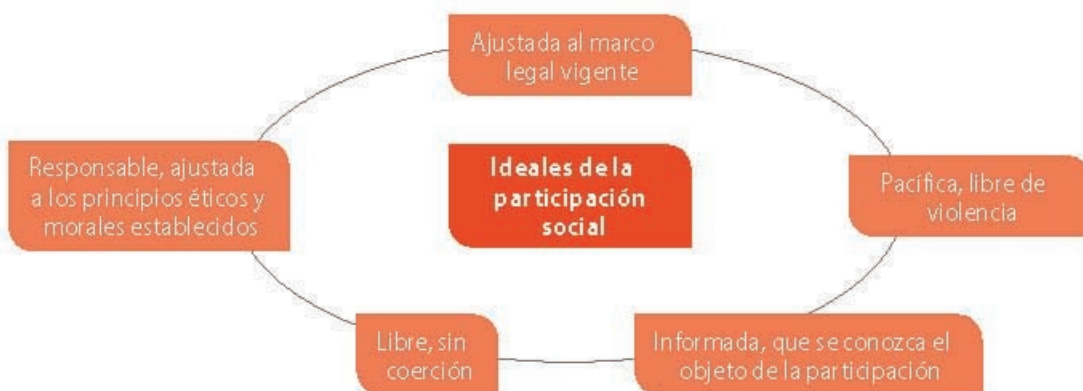 Ajustada al marco
legal vigente
Responsable, ajustada
a los principios éticos y
morales establecidos
Ideales de la
participación
social
Pacífica, libre de
violencia
Libre, sin
coerción
Informada, que se conozca el
objeto de la participación